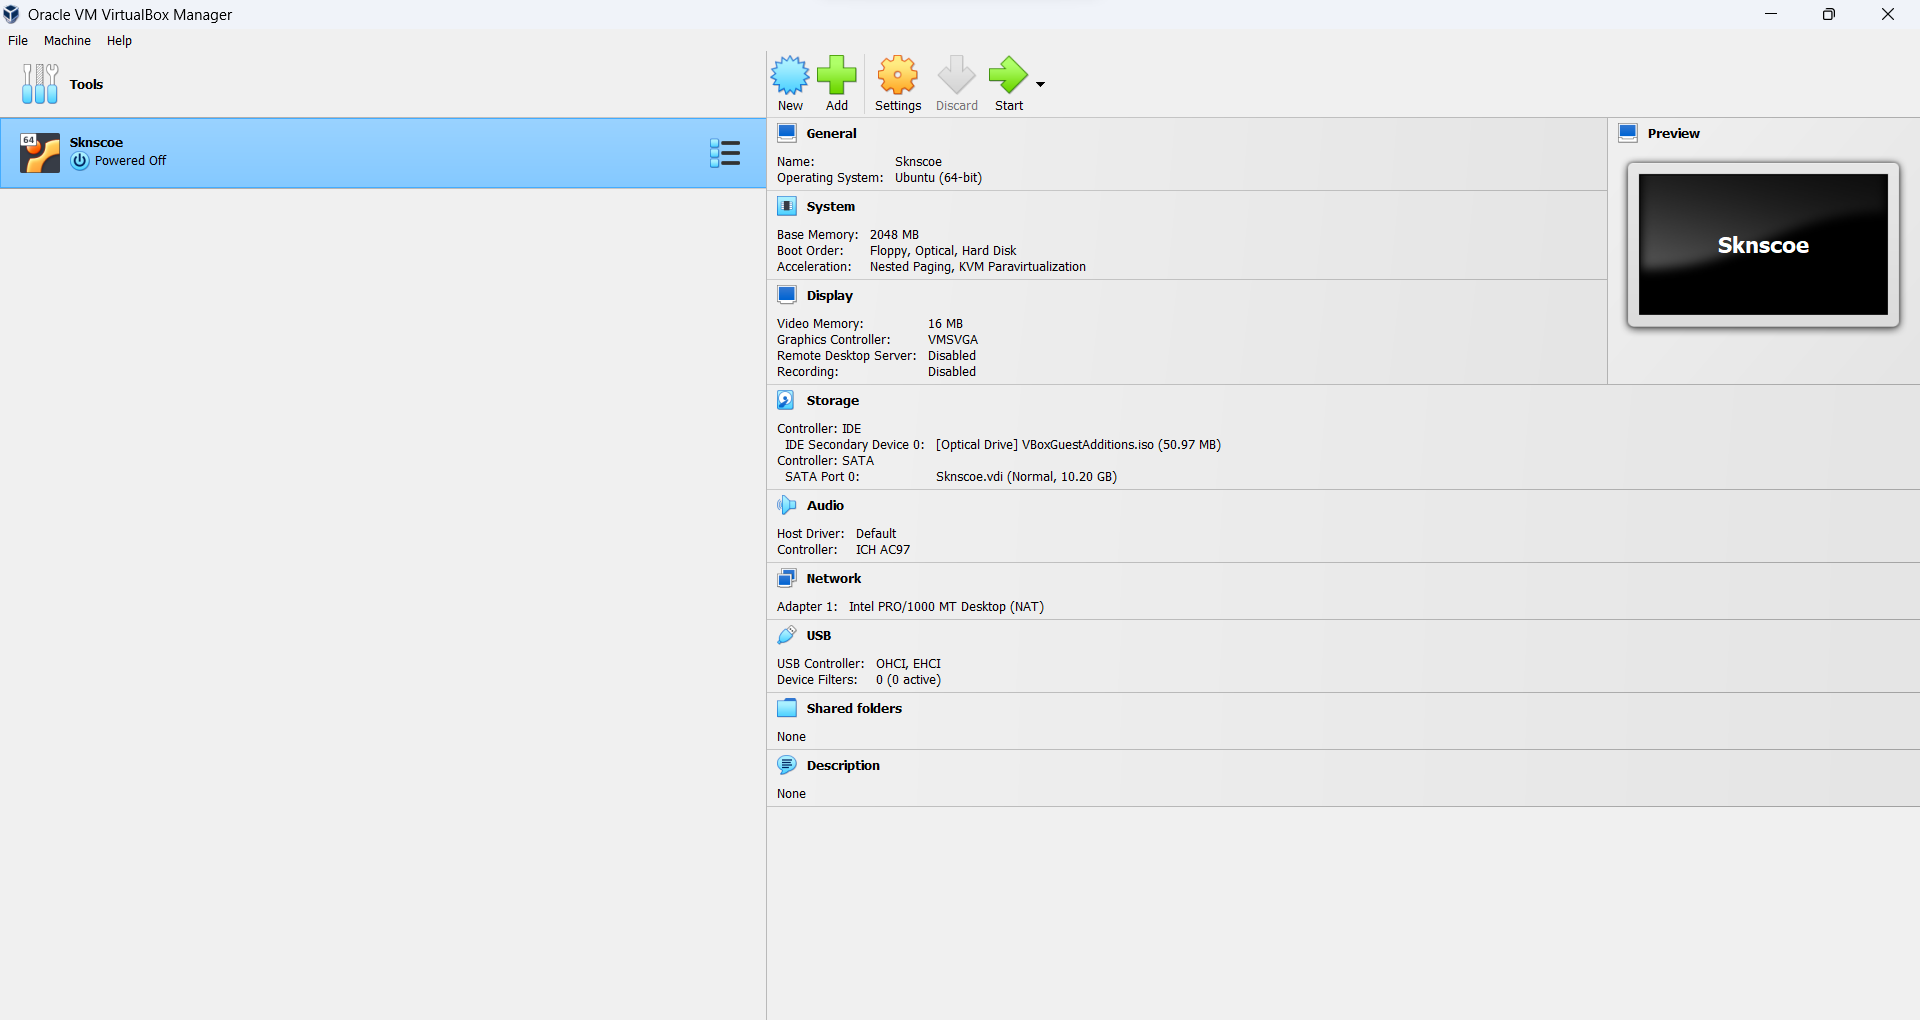 Oracle VM VirtualBox Manager
File Machine Help
Tools
New Add Settings Discard Start
64
Sknscoe
Powered Off
General
Name: Sknscoe
Operating System: Ubuntu (64-bit)
Preview
Sknscoe
System
Base Memory: 2048 MB
Boot Order: Floppy, Optical, Hard Disk
Acceleration: Nested Paging, KVM Paravirtualization
Display
Video Memory: 16 MB
Graphics Controller: VMSVGA
Remote Desktop Server: Disabled
Recording: Disabled
Storage
Controller: IDE
IDE Secondary Device 0: [Optical Drive] VBoxGuestAdditions.iso (50.97 MB)
Controller: SATA
SATA Port 0: Sknscoe.vdi (Normal, 10.20 GB)
Audio
Host Driver: Default
Controller: ICH AC97
Network
Adapter 1: Intel PRO/1000 MT Desktop (NAT)
USB
USB Controller: OHCI, EHCI
Device Filters: 0 (0 active)
Shared folders
None
Description
None